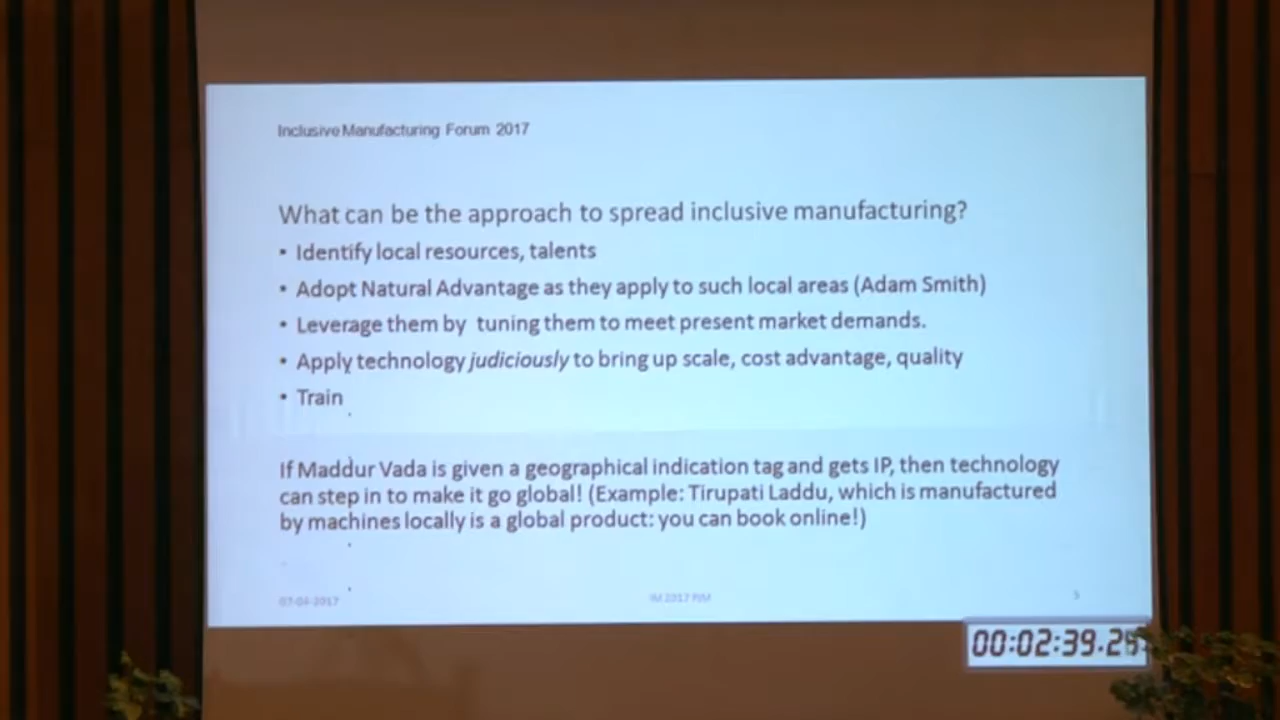 Inclusive Manufacturing Forum 2017
What can be the approach to spread inclusive manufacturing?
• Identify local resources, talents
• Adopt Natural Advantage as they apply to such local areas (Adam Smith)
• Leverage them by tuning them to meet present market demands.
• Apply technology judiciously to bring up scale, cost advantage, quality
• Train
If Maddur Vada is given a geographical indication tag and gets IP, then technology
can step in to make it go global! (Example: Tirupati Laddu, which is manufactured
by machines locally is a global product: you can book online!)
IM 2017
00:02:39